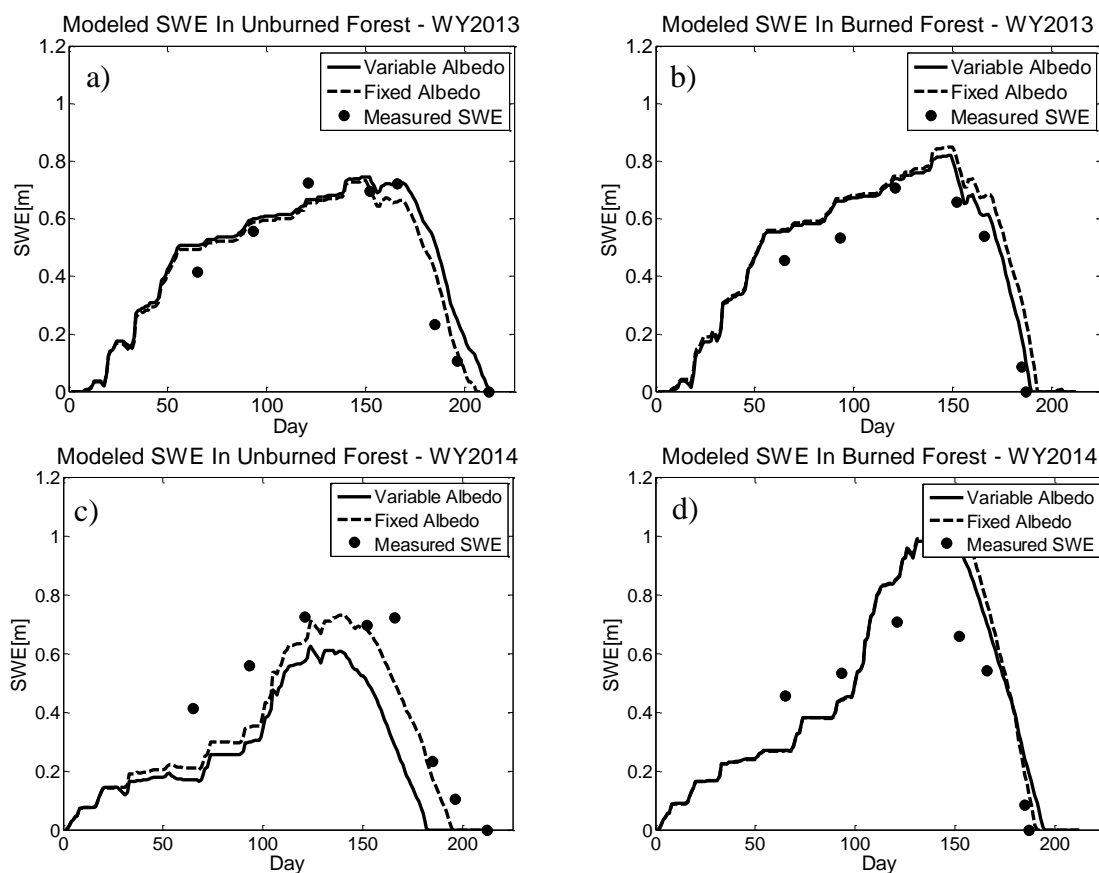 Modeled SWE In Unburned Forest - WY2013
a)
Variable Albedo
Fixed Albedo
Measured SWE
SWE[m]
1.2
1
0.8
0.6
0.4
0.2
0
0 50 100 150 200
Day
Modeled SWE In Burned Forest - WY2013
b)
Variable Albedo
Fixed Albedo
Measured SWE
SWE[m]
1.2
1
0.8
0.6
0.4
0.2
0
0 50 100 150 200
Day
Modeled SWE In Unburned Forest - WY2014
c)
Variable Albedo
Fixed Albedo
Measured SWE
SWE[m]
1.2
1
0.8
0.6
0.4
0.2
0
0 50 100 150 200
Day
Modeled SWE In Burned Forest - WY2014
d)
Variable Albedo
Fixed Albedo
Measured SWE
SWE[m]
1.2
1
0.8
0.6
0.4
0.2
0
0 50 100 150 200
Day